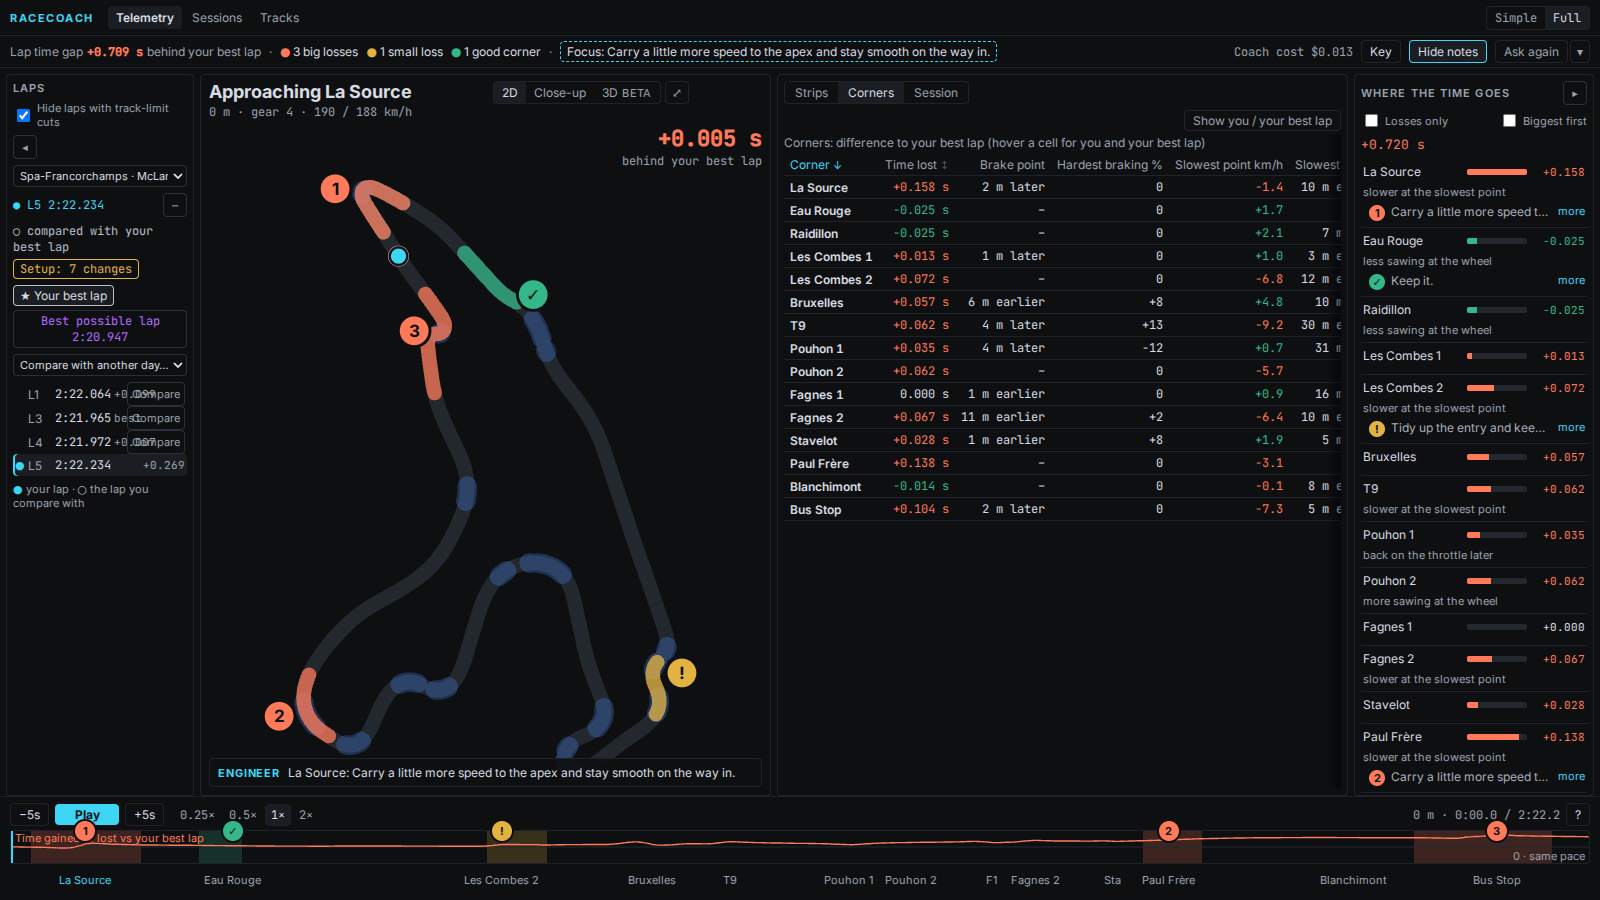 RACECOACH Telemetry Sessions Tracks Simple Full
Lap time gap +0.709 s behind your best lap · 3 big losses 1 small loss 1 good corner · Focus: Carry a little more speed to the apex and stay smooth on the way in. Coach cost $0.013 Key Hide notes Ask again ▾
LAPS
Hide laps with track-limit cuts
◂
Spa-Francorchamps · McLar
L5 2:22.234 ⋯
○ compared with your best lap
Setup: 7 changes
★ Your best lap
Best possible lap
2:20.947
Compare with another day...
L1 2:22.064 Compare
L3 2:21.965 Compare
L4 2:21.972 Compare
L5 2:22.234 +0.269
your lap · ○ the lap you compare with
Approaching La Source
0 m · gear 4 · 190 / 188 km/h
2D Close-up 3D BETA ⤢
+0.005 s
behind your best lap
1
✓
3
!
2
ENGINEER La Source: Carry a little more speed to the apex and stay smooth on the way in.
Strips Corners Session
Show you / your best lap
Corners: difference to your best lap (hover a cell for you and your best lap)
Corner ↓ Time lost ↕ Brake point Hardest braking % Slowest point km/h Slowest
La Source +0.158 s 2 m later 0 -1.4 10 m e
Eau Rouge -0.025 s – 0 +1.7
Raidillon -0.025 s – 0 +2.1 7 m
Les Combes 1 +0.013 s 1 m later 0 +1.0 3 m e
Les Combes 2 +0.072 s – 0 -6.8 12 m e
Bruxelles +0.057 s 6 m earlier +8 +4.8 10 m
T9 +0.062 s 4 m later +13 -9.2 30 m e
Pouhon 1 +0.035 s 4 m later -12 +0.7 31 m
Pouhon 2 +0.062 s – 0 -5.7
Fagnes 1 0.000 s 1 m earlier 0 +0.9 16 m
Fagnes 2 +0.067 s 11 m earlier +2 -6.4 10 m e
Stavelot +0.028 s 1 m earlier +8 +1.9 5 m
Paul Frère +0.138 s – 0 -3.1
Blanchimont -0.014 s – 0 -0.1 8 m e
Bus Stop +0.104 s 2 m later 0 -7.3 5 m e
WHERE THE TIME GOES ▸
Losses only Biggest first
+0.720 s
La Source +0.158
slower at the slowest point
1 Carry a little more speed t... more
Eau Rouge -0.025
less sawing at the wheel
✓ Keep it. more
Raidillon -0.025
less sawing at the wheel
Les Combes 1 +0.013
Les Combes 2 +0.072
slower at the slowest point
! Tidy up the entry and kee... more
Bruxelles +0.057
T9 +0.062
slower at the slowest point
Pouhon 1 +0.035
back on the throttle later
Pouhon 2 +0.062
more sawing at the wheel
Fagnes 1 +0.000
Fagnes 2 +0.067
slower at the slowest point
Stavelot +0.028
Paul Frère +0.138
slower at the slowest point
2 Carry a little more speed t... more
−5s Play +5s 0.25× 0.5× 1× 2× 0 m · 0:00.0 / 2:22.2 ?
1 ✓ ! 2 3
Time gained lost vs your best lap
0 · same pace
La Source Eau Rouge Les Combes 2 Bruxelles T9 Pouhon 1 Pouhon 2 F1 Fagnes 2 Sta Paul Frère Blanchimont Bus Stop